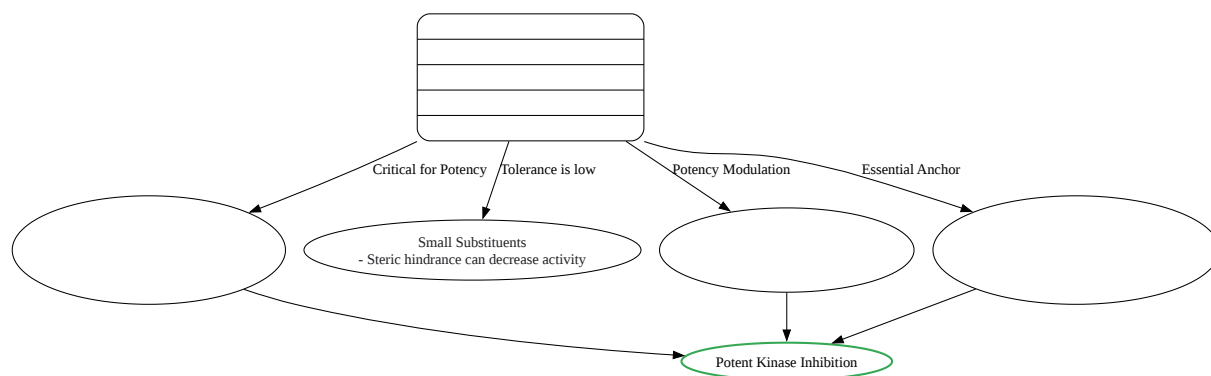 Critical for Potency
Tolerance is low
Potency Modulation
Essential Anchor
Small Substituents
- Steric hindrance can decrease activity
Potent Kinase Inhibition